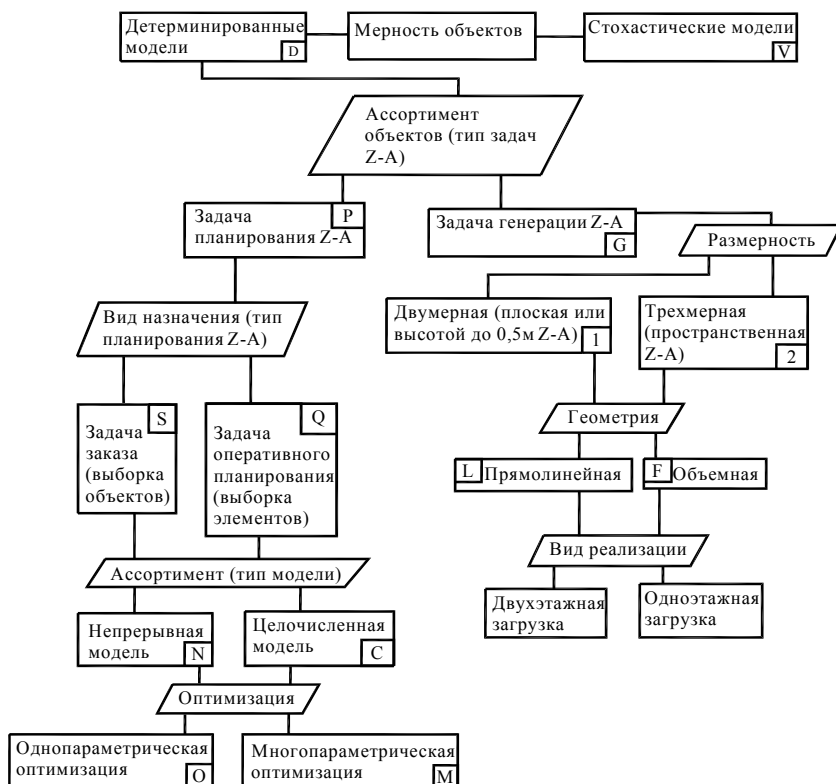 Детерминированные
модели
D
Мерность объектов
Стохастические модели
V
Ассортимент
объектов (тип задач
Z-A)
Задача
планирования Z-A
P
Задача генерации Z-A
G
Размерность
Вид назначения (тип
планирования Z-A)
Двумерная (плоская или
высотой до 0,5м Z-A)
1
Трехмерная
(пространственная
Z-A)
2
S
Задача
заказа
(выборка
объектов)
Q
Задача
оперативного
планирования
(выборка
элементов)
Геометрия
L
Прямолинейная
F
Объемная
Вид реализации
Ассортимент (тип модели)
Двухэтажная
загрузка
Одноэтажная
загрузка
Непрерывная
модель
N
Целочисленная
модель
C
Оптимизация
Однопараметрическая
оптимизация
O
Многопараметрическая
оптимизация
M